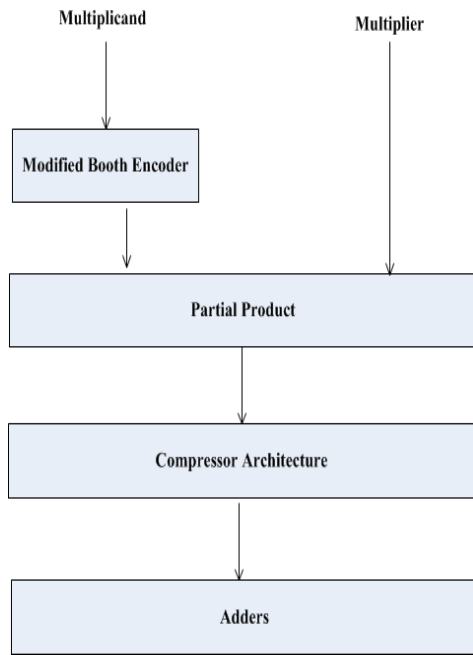 Multiplicand
Multiplier
Modified Booth Encoder
Partial Product
Compressor Architecture
Adders